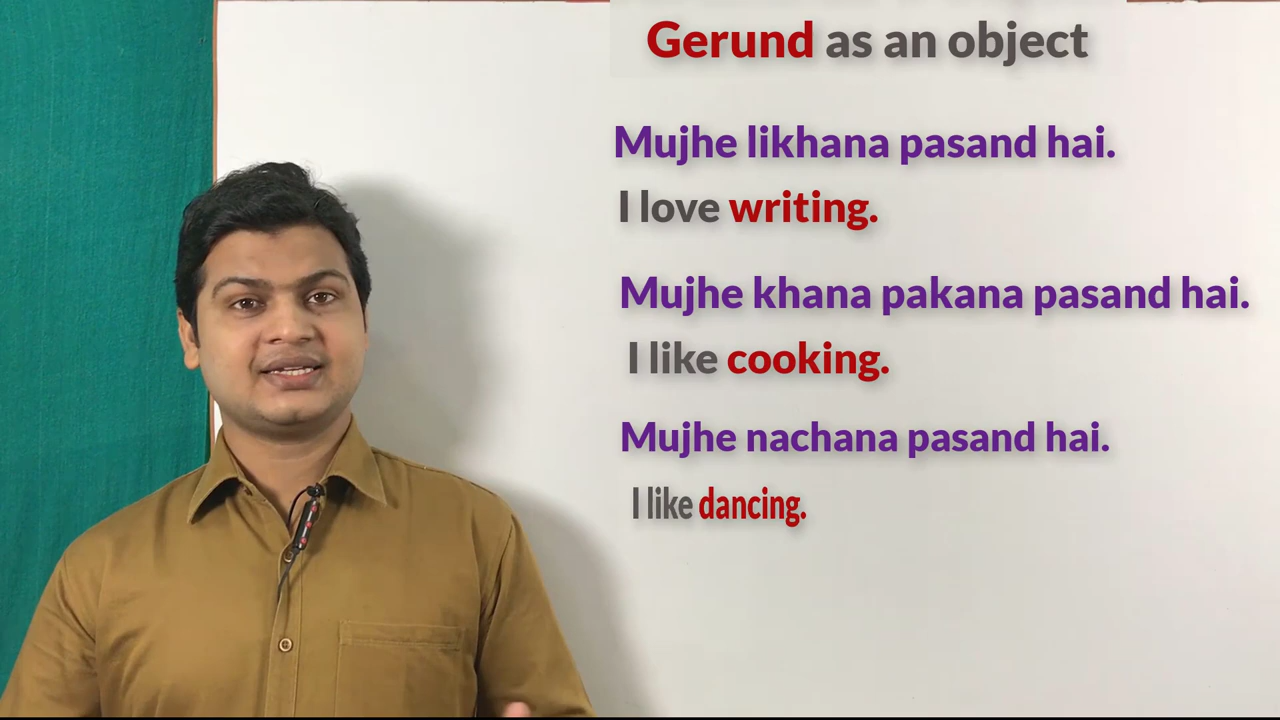 Gerund as an object
Mujhe likhana pasand hai.
I love writing.
Mujhe khana pakana pasand hai.
I like cooking.
Mujhe nachana pasand hai.
I like dancing.